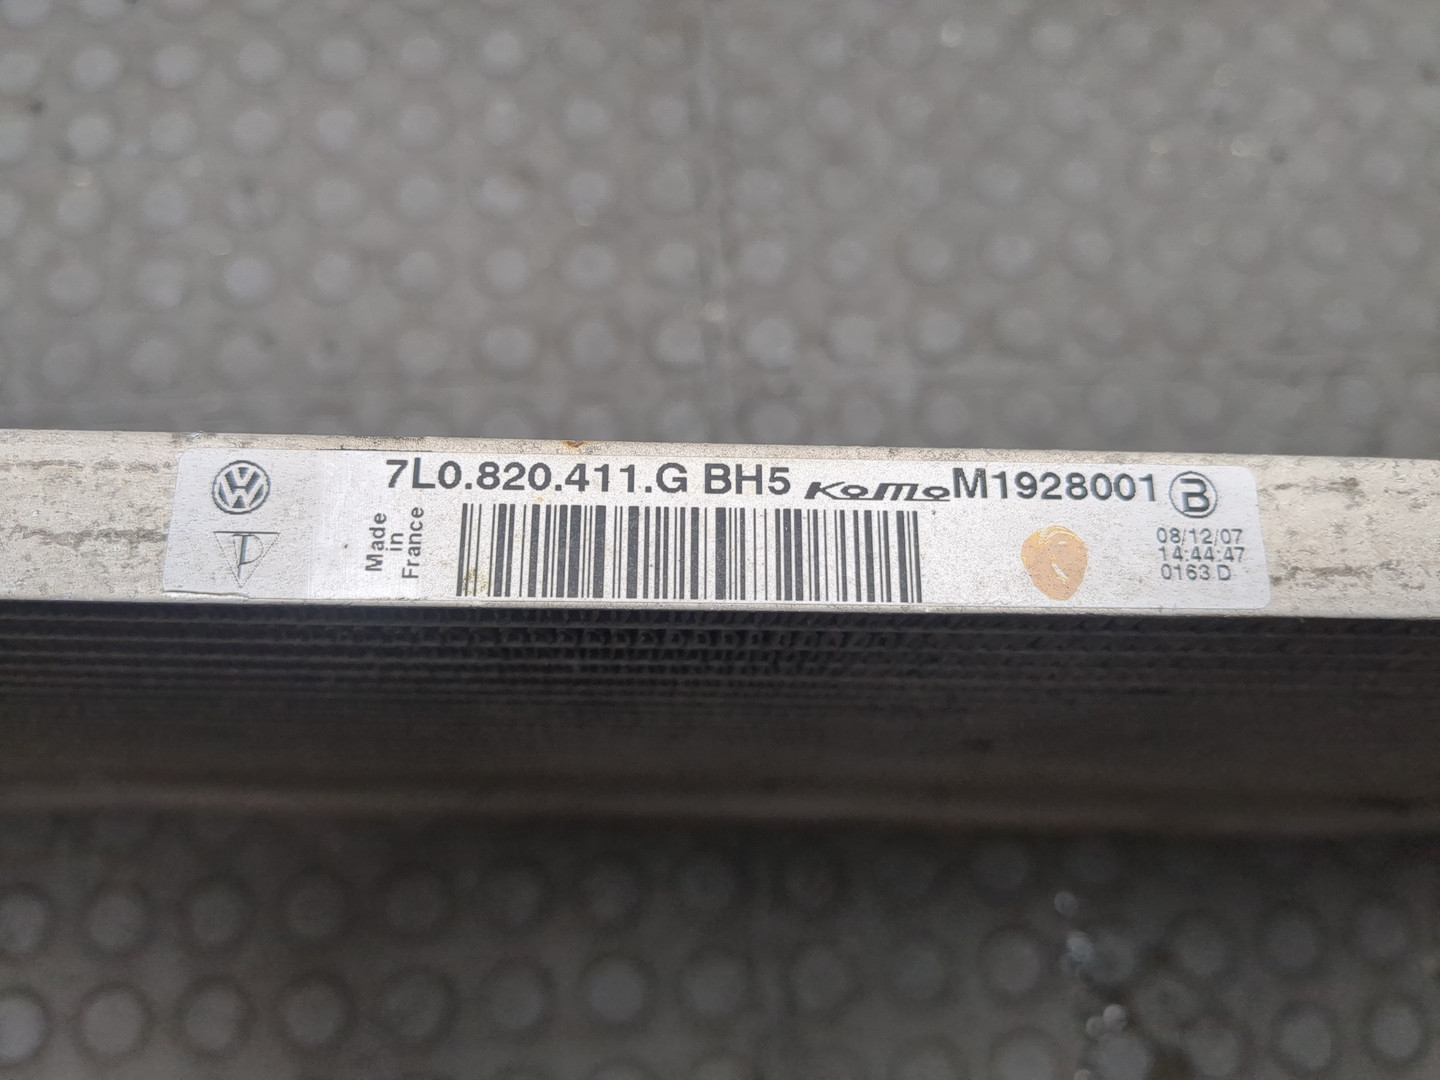 7L0.820.411.G BH5 KoMo M1928001 B
Made
in
France
08/12/07
14:44:47
0163 D